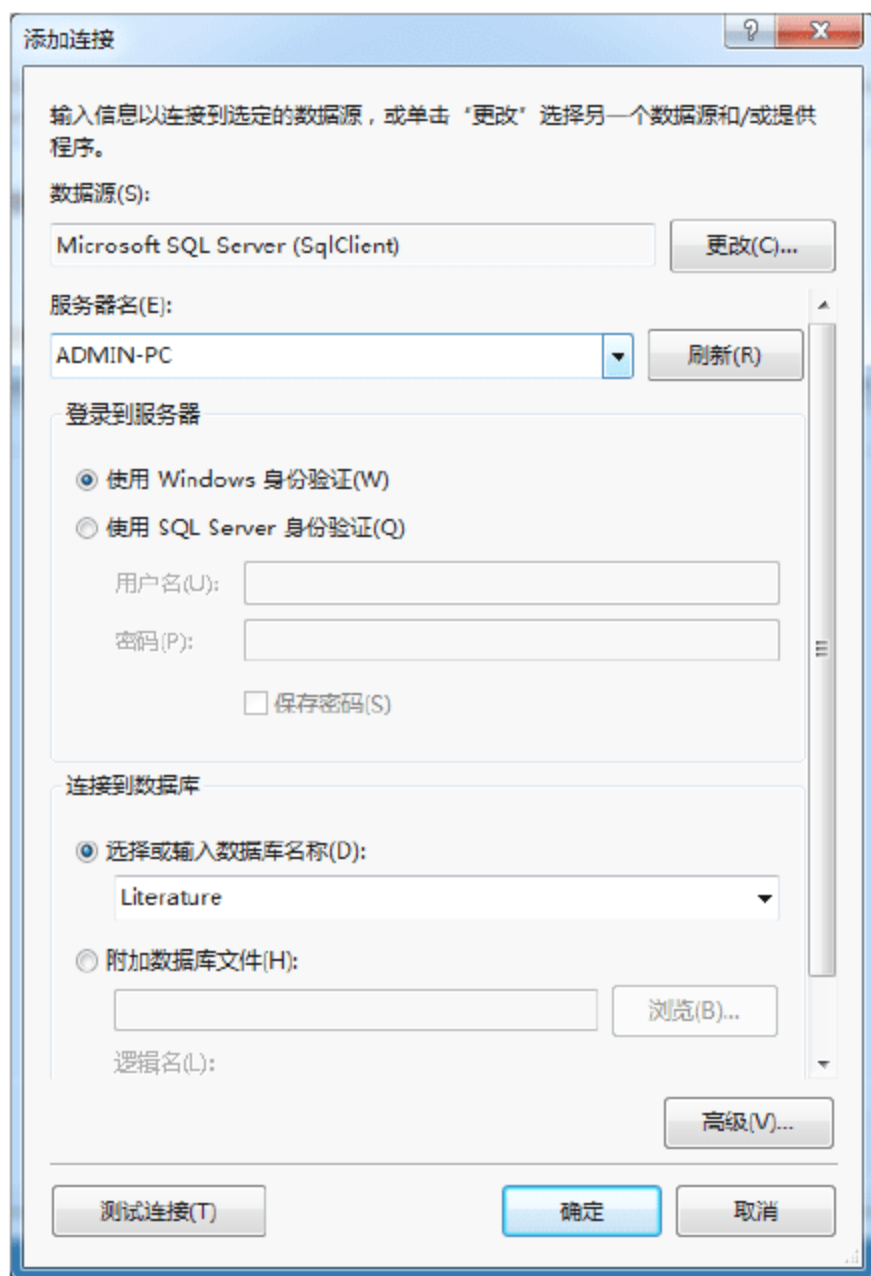 添加连接
输入信息以连接到选定的数据源，或单击“更改”选择另一个数据源和/或提供
程序。
数据源(S):
Microsoft SQL Server (SqlClient)
更改(C)...
服务器名(E):
ADMIN-PC
刷新(R)
登录到服务器
使用 Windows 身份验证(W)
使用 SQL Server 身份验证(Q)
用户名(U):
密码(P):
保存密码(S)
连接到数据库
选择或输入数据库名称(D):
Literature
附加数据库文件(H):
浏览(B)...
逻辑名(L):
高级(V)...
测试连接(T)
确定
取消